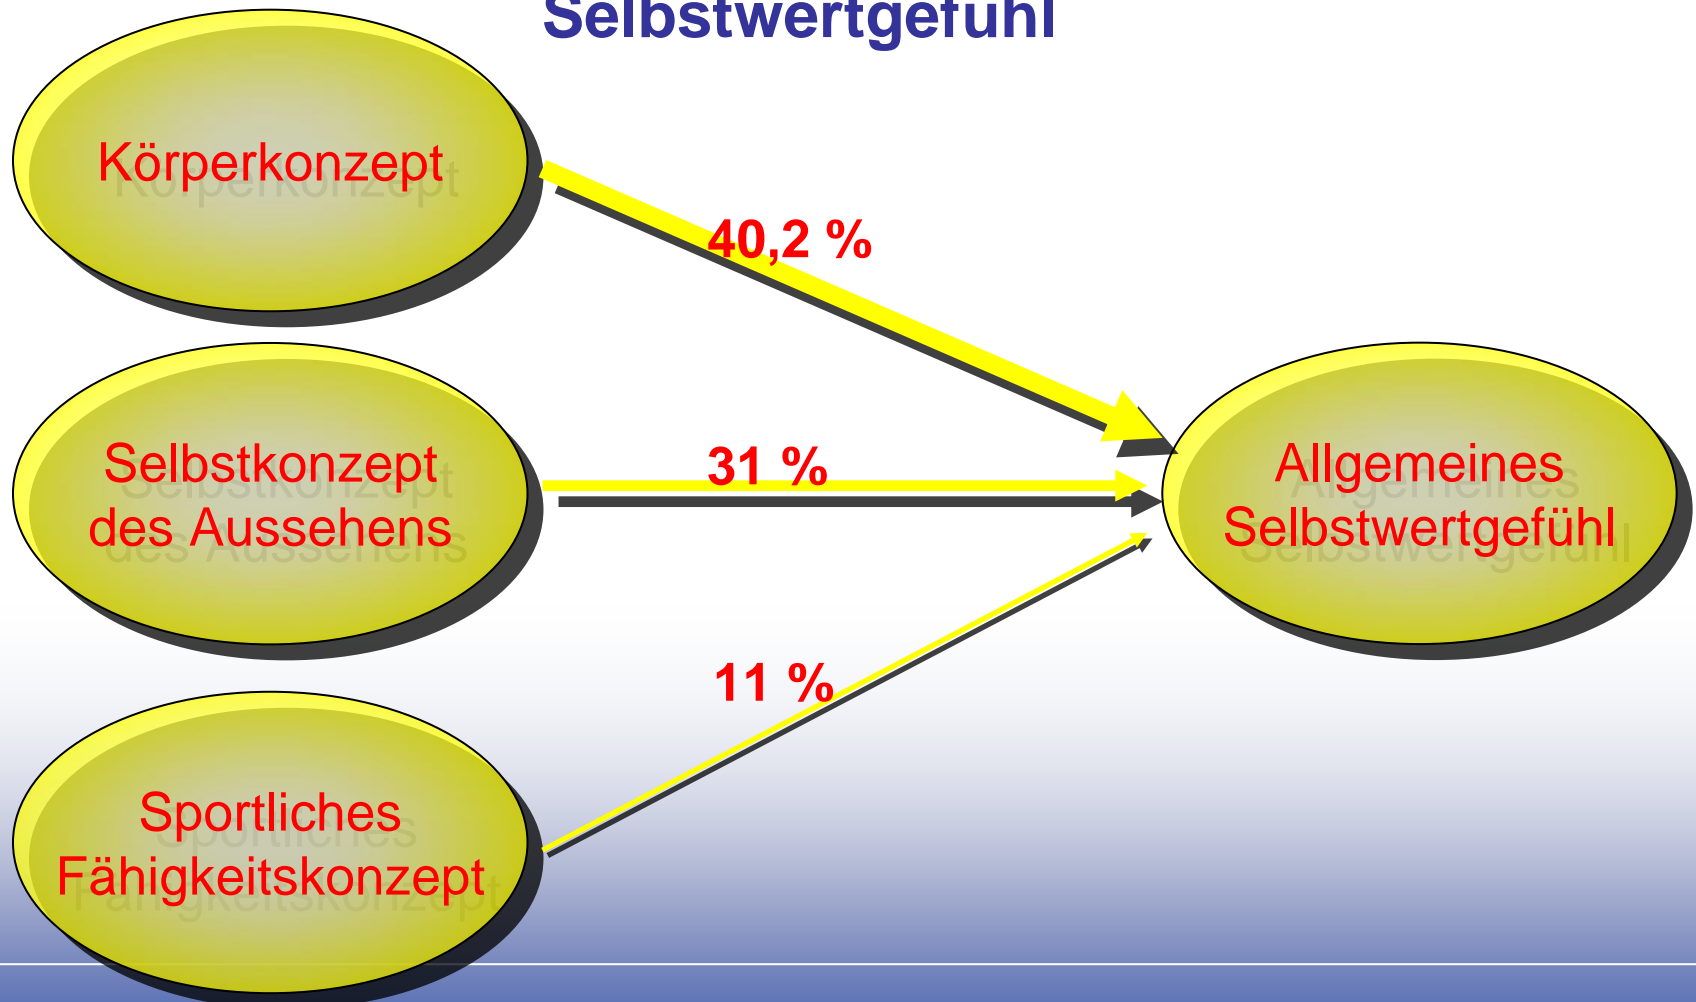 Selbstwertgefühl
Körperkonzept
40,2 %
Selbstkonzept
des Aussehens
31 %
Allgemeines
Selbstwertgefühl
11 %
Sportliches
Fähigkeitskonzept